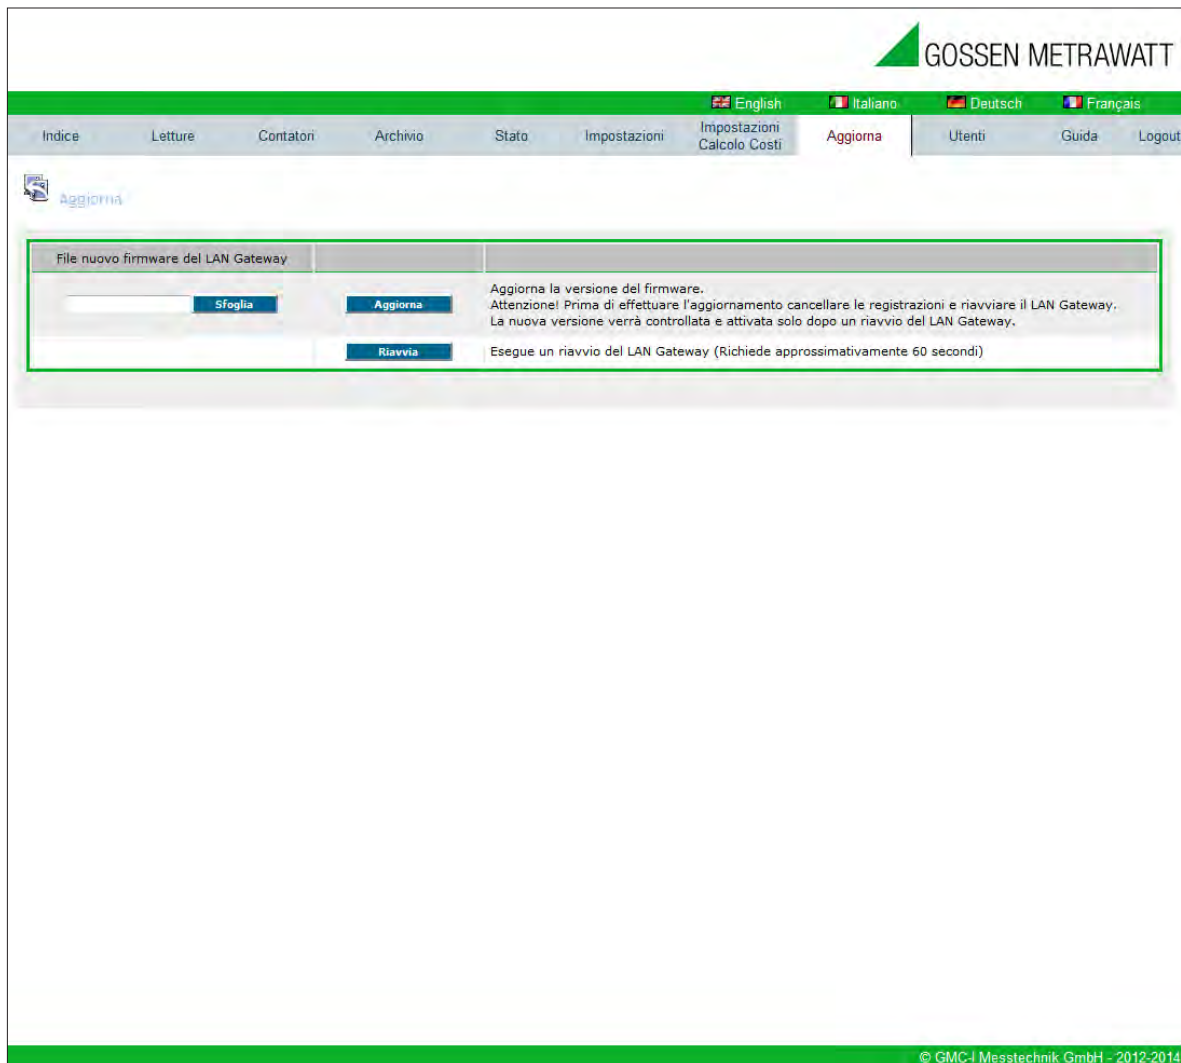 GOSSEN METRAWATT
English Italiano Deutsch Français
Indice Letture Contatori Archivio Stato Impostazioni Impostazioni Calcolo Costi Aggiorna Utenti Guida Logout
Aggiorna
File nuovo firmware del LAN Gateway
Sfoglia Aggiorna
Aggiorna la versione del firmware.
Attenzione! Prima di effettuare l'aggiornamento cancellare le registrazioni e riavviare il LAN Gateway.
La nuova versione verrà controllata e attivata solo dopo un riavvio del LAN Gateway.
Riavvia Esegue un riavvio del LAN Gateway (Richiede approssimativamente 60 secondi)
© GMC-I Messtechnik GmbH - 2012-2014